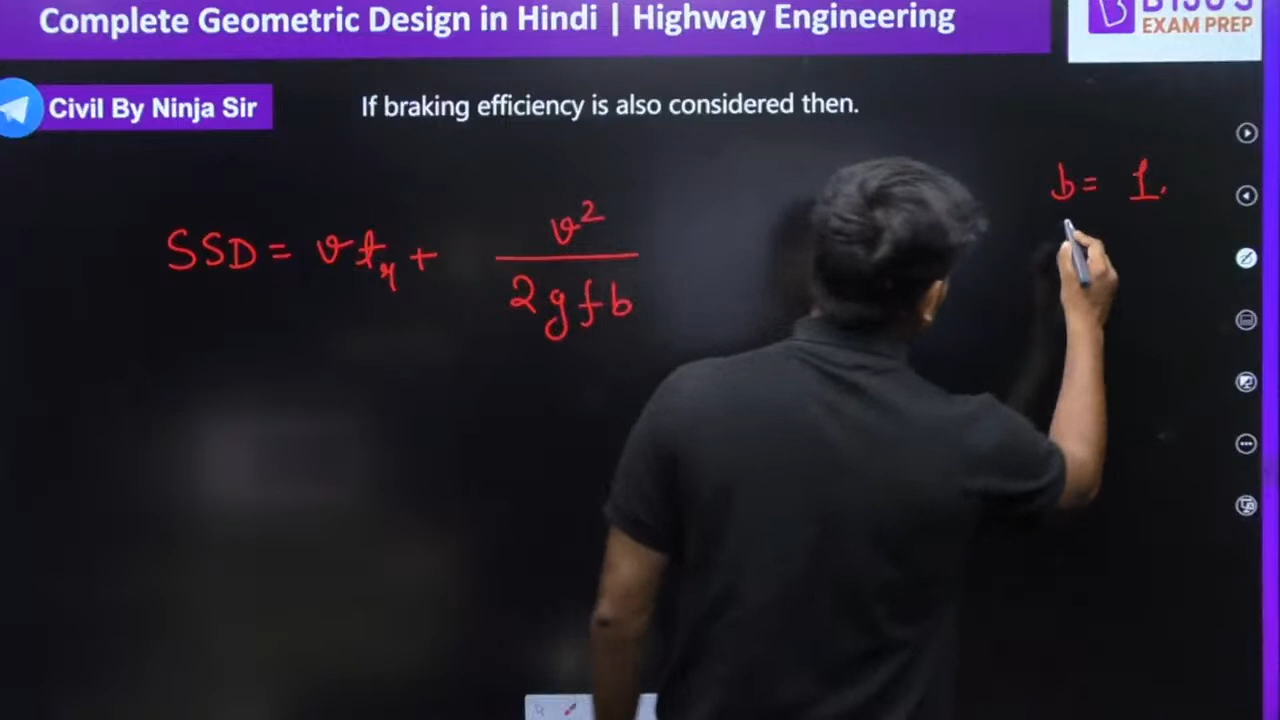 Complete Geometric Design in Hindi | Highway Engineering
BYJU'S
EXAM PREP
Civil By Ninja Sir
If braking efficiency is also considered then.
b = 1.
SSD = vtr + v² / 2gfb